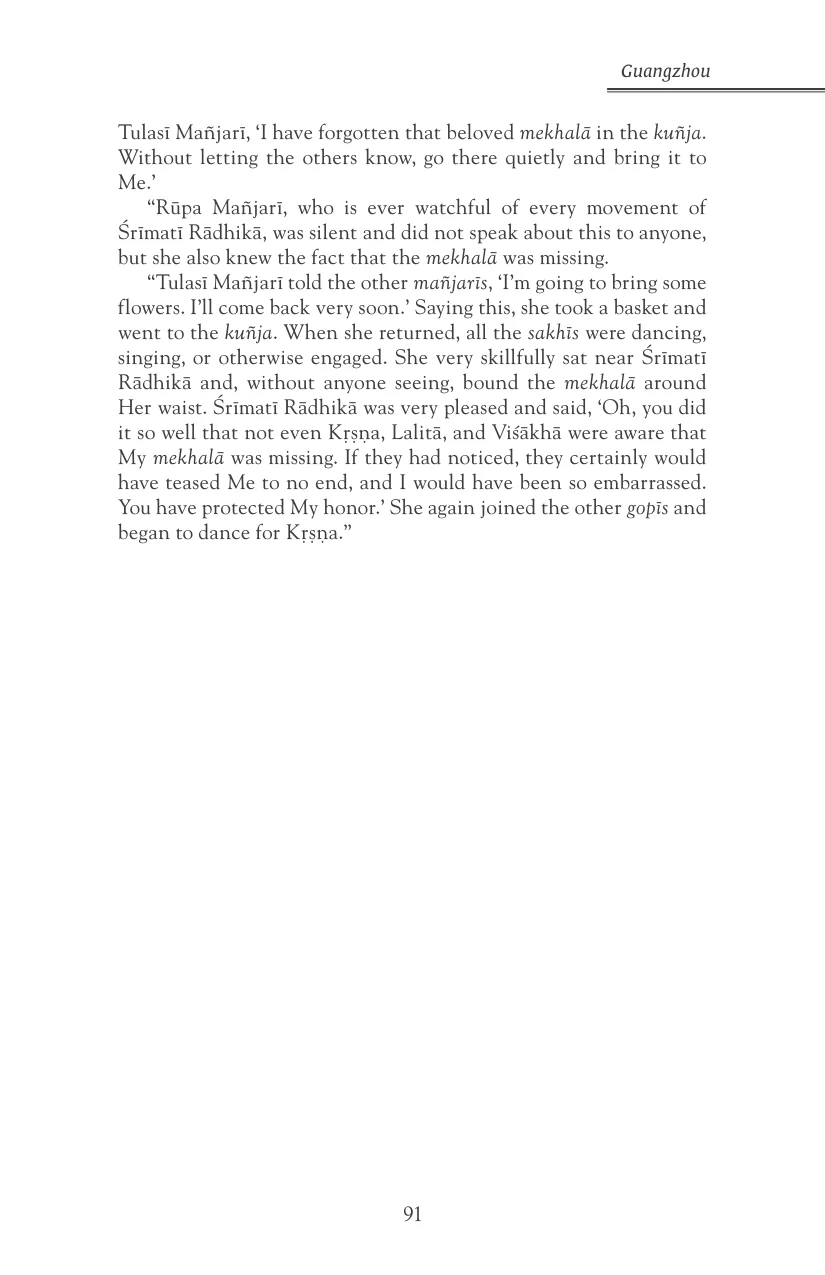 Guangzhou
Tulasī Mañjarī, ‘I have forgotten that beloved mekhalā in the kuñja.
Without letting the others know, go there quietly and bring it to
Me.’
“Rūpa Mañjarī, who is ever watchful of every movement of
Śrīmatī Rādhikā, was silent and did not speak about this to anyone,
but she also knew the fact that the mekhalā was missing.
“Tulasī Mañjarī told the other mañjarīs, ‘I’m going to bring some
flowers. I’ll come back very soon.’ Saying this, she took a basket and
went to the kuñja. When she returned, all the sakhīs were dancing,
singing, or otherwise engaged. She very skillfully sat near Śrīmatī
Rādhikā and, without anyone seeing, bound the mekhalā around
Her waist. Śrīmatī Rādhikā was very pleased and said, ‘Oh, you did
it so well that not even Kṛṣṇa, Lalitā, and Viśākhā were aware that
My mekhalā was missing. If they had noticed, they certainly would
have teased Me to no end, and I would have been so embarrassed.
You have protected My honor.’ She again joined the other gopīs and
began to dance for Kṛṣṇa.”
91